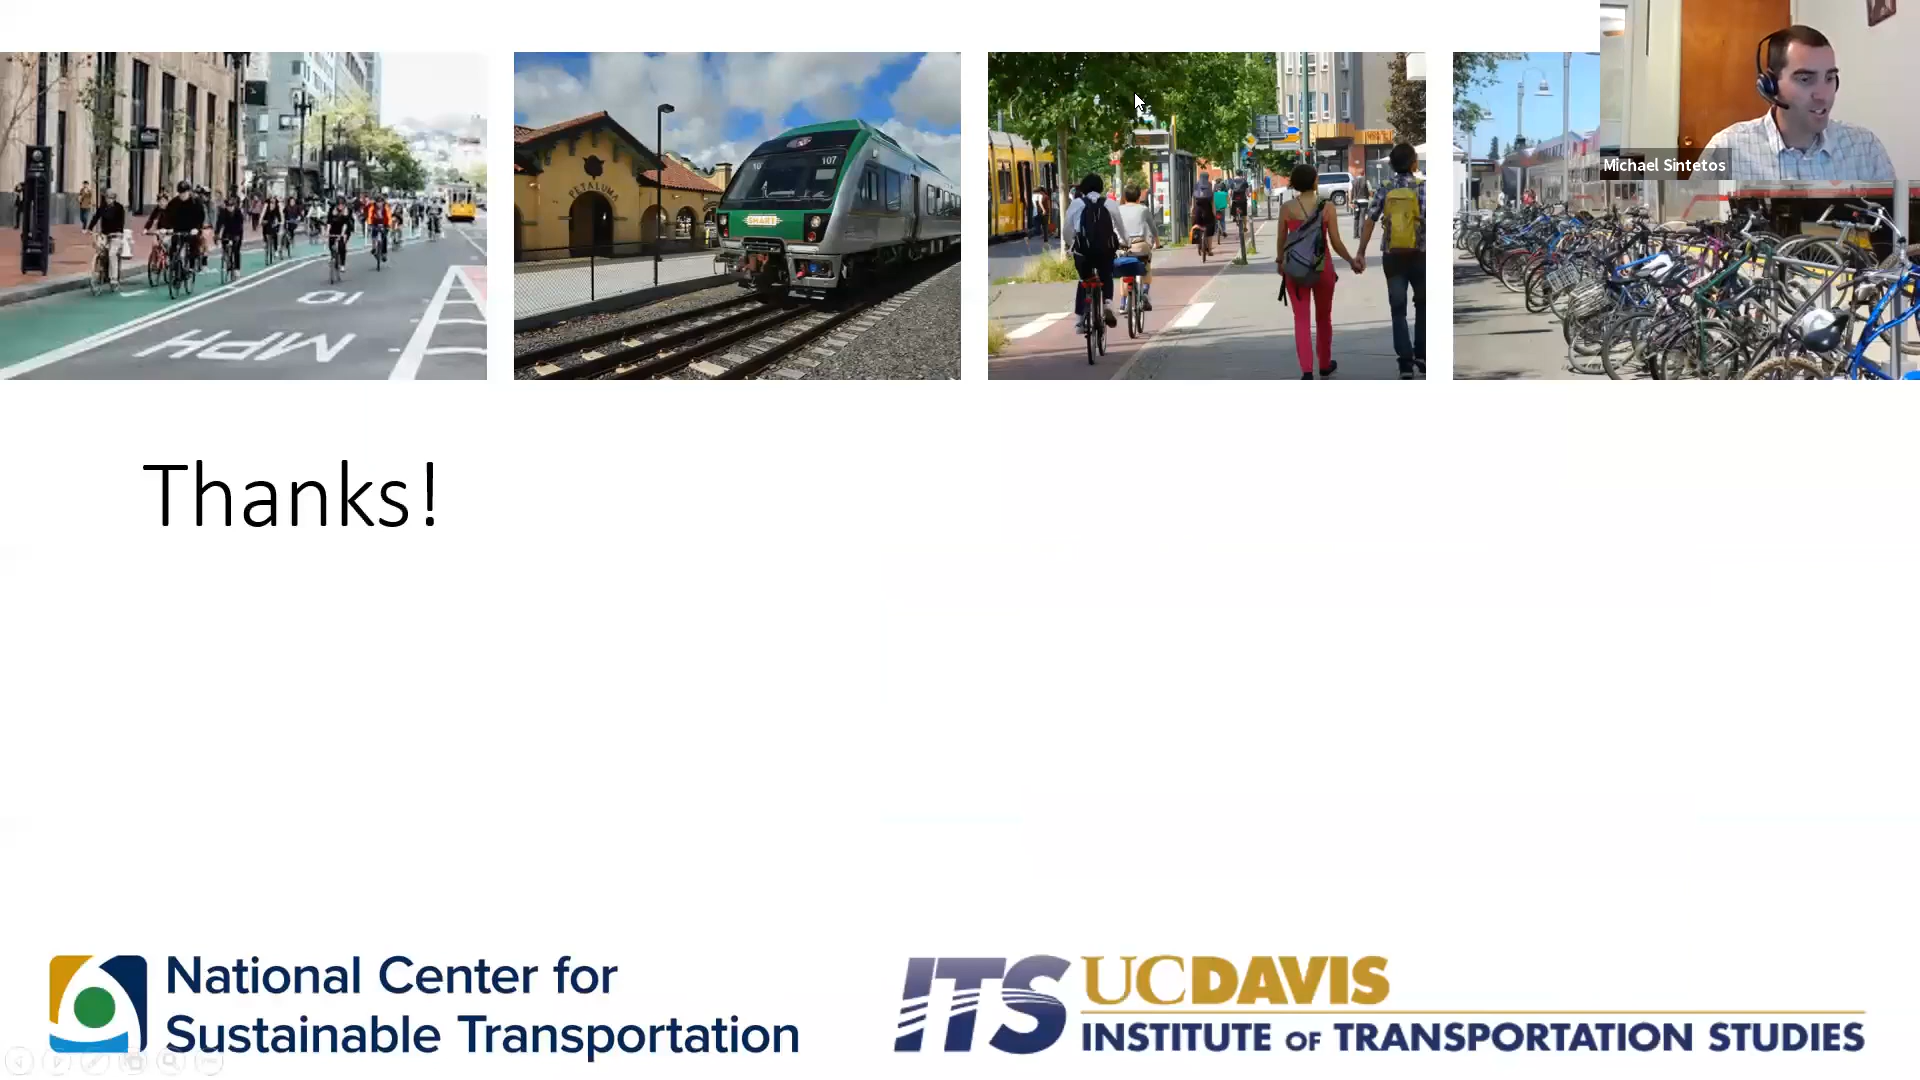 10
MPH
PETALUMA
107
SMART
Michael Sintetos
Thanks!
National Center for
Sustainable Transportation
ITS UCDAVIS
INSTITUTE OF TRANSPORTATION STUDIES